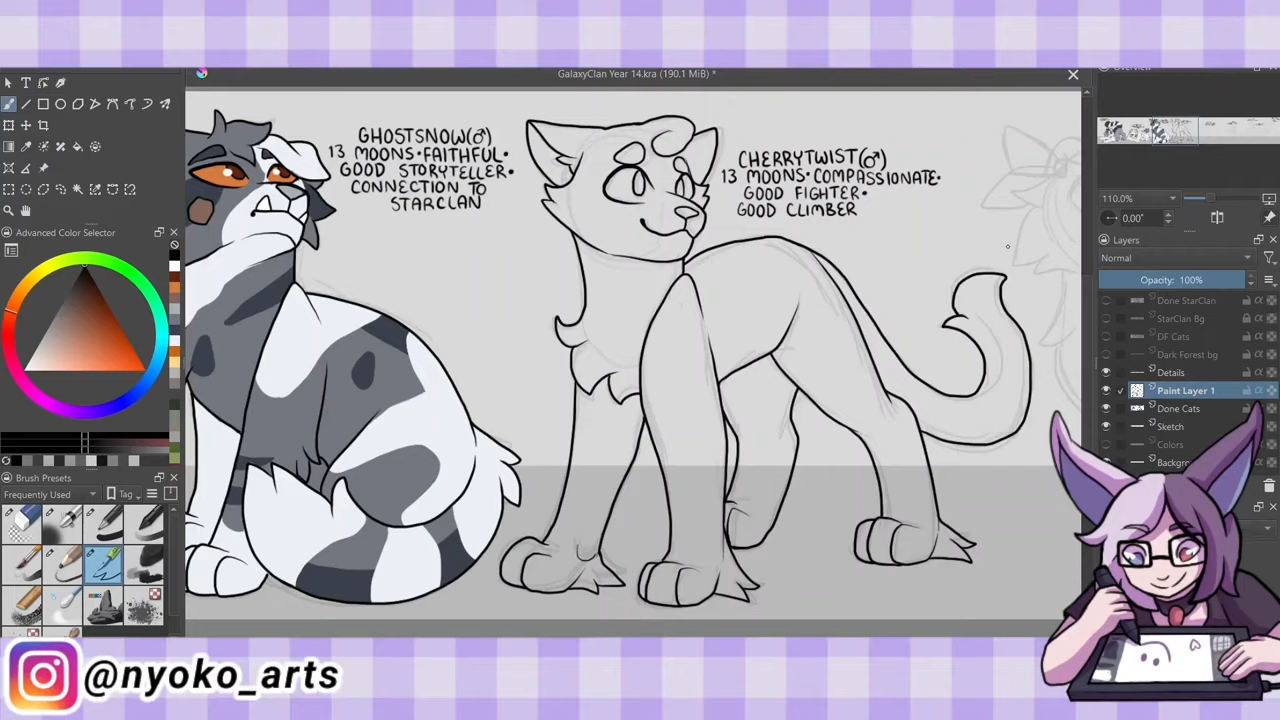 GalaxyClan Year 14.kra (190.1 MiB) *
GHOSTSNOW(♂)
13 MOONS•FAITHFUL•
GOOD STORYTELLER•
CONNECTION TO
STARCLAN
CHERRYTWIST(♂)
13 MOONS•COMPASSIONATE•
GOOD FIGHTER•
GOOD CLIMBER
110.0%
0.00°
Layers
Normal
Opacity: 100%
Done StarClan
StarClan Bg
DF Cats
Dark Forest bg
Details
Paint Layer 1
Done Cats
Sketch
Colors
Advanced Color Selector
Brush Presets
Frequently Used
Tag
@nyoko_arts